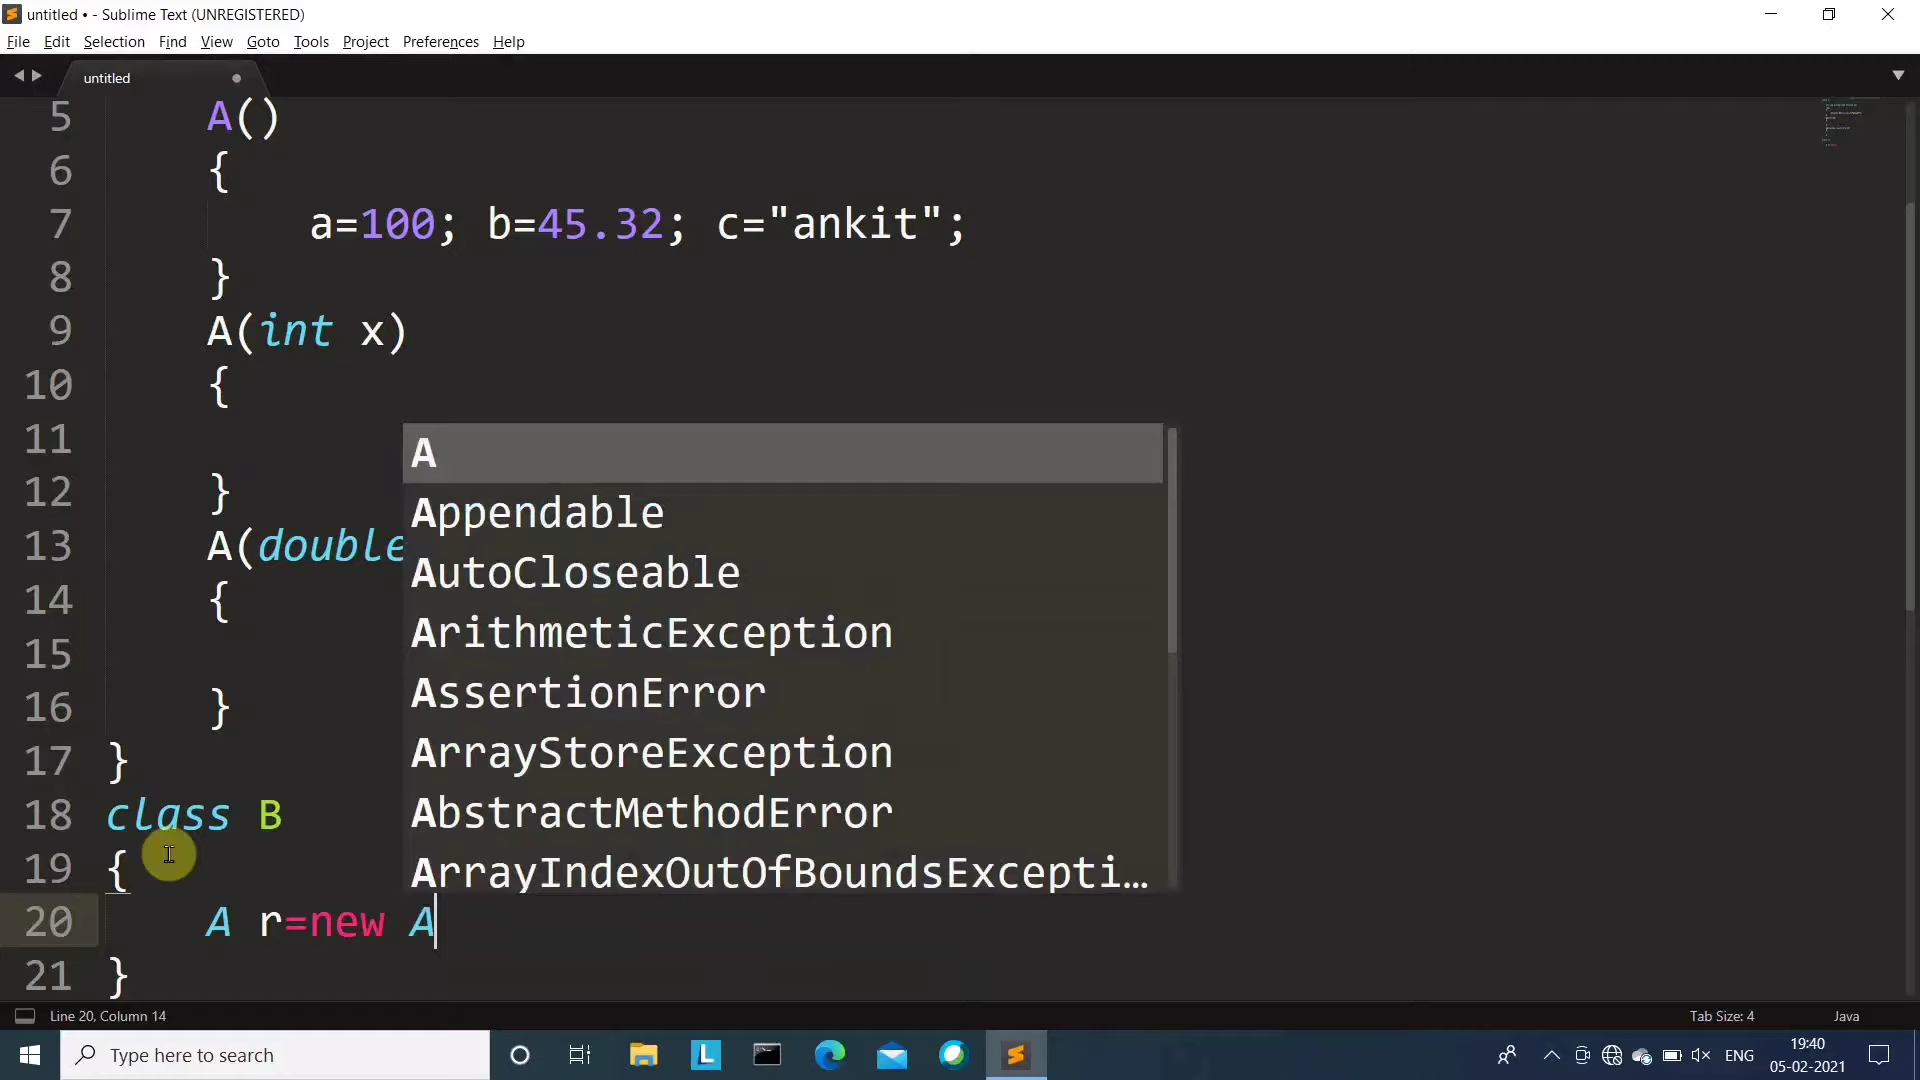 untitled • - Sublime Text (UNREGISTERED)
File Edit Selection Find View Goto Tools Project Preferences Help
untitled
5 A()
6 {
7 a=100; b=45.32; c="ankit";
8 }
9 A(int x)
10 {
11
12 }
13 A(double
14 {
15
16 }
17 }
18 class B
19 {
20 A r=new A
21 }
A
Appendable
AutoCloseable
ArithmeticException
AssertionError
ArrayStoreException
AbstractMethodError
ArrayIndexOutOfBoundsExcepti…
Line 20, Column 14
Tab Size: 4
Java
Type here to search
L
ENG
19:40
05-02-2021